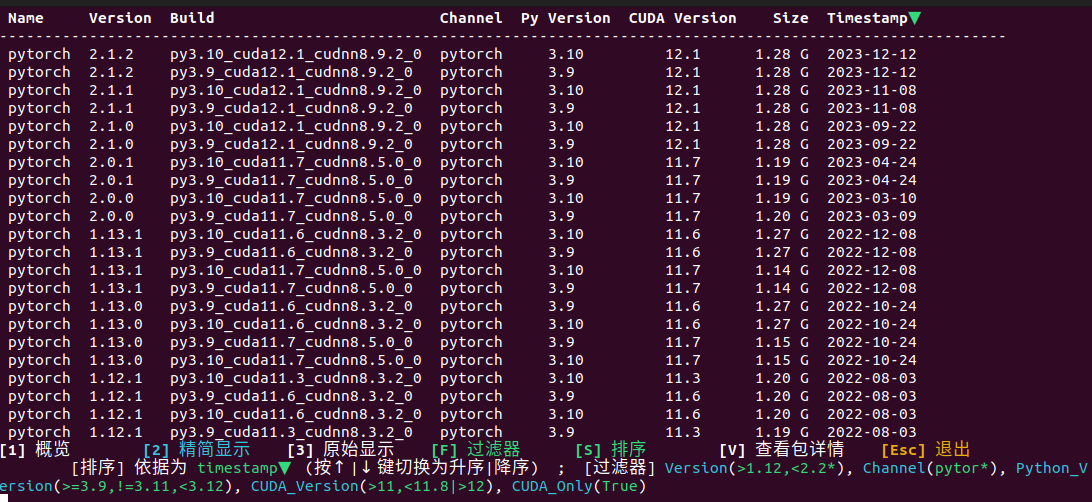 Name Version Build Channel Py Version CUDA Version Size Timestamp▼
--------------------------------------------------------------------------------------------------------------
pytorch 2.1.2 py3.10_cuda12.1_cudnn8.9.2_0 pytorch 3.10 12.1 1.28 G 2023-12-12
pytorch 2.1.2 py3.9_cuda12.1_cudnn8.9.2_0 pytorch 3.9 12.1 1.28 G 2023-12-12
pytorch 2.1.1 py3.10_cuda12.1_cudnn8.9.2_0 pytorch 3.10 12.1 1.28 G 2023-11-08
pytorch 2.1.1 py3.9_cuda12.1_cudnn8.9.2_0 pytorch 3.9 12.1 1.28 G 2023-11-08
pytorch 2.1.0 py3.10_cuda12.1_cudnn8.9.2_0 pytorch 3.10 12.1 1.28 G 2023-09-22
pytorch 2.1.0 py3.9_cuda12.1_cudnn8.9.2_0 pytorch 3.9 12.1 1.28 G 2023-09-22
pytorch 2.0.1 py3.10_cuda11.7_cudnn8.5.0_0 pytorch 3.10 11.7 1.19 G 2023-04-24
pytorch 2.0.1 py3.9_cuda11.7_cudnn8.5.0_0 pytorch 3.9 11.7 1.19 G 2023-04-24
pytorch 2.0.0 py3.10_cuda11.7_cudnn8.5.0_0 pytorch 3.10 11.7 1.19 G 2023-03-10
pytorch 2.0.0 py3.9_cuda11.7_cudnn8.5.0_0 pytorch 3.9 11.7 1.20 G 2023-03-09
pytorch 1.13.1 py3.10_cuda11.6_cudnn8.3.2_0 pytorch 3.10 11.6 1.27 G 2022-12-08
pytorch 1.13.1 py3.9_cuda11.6_cudnn8.3.2_0 pytorch 3.9 11.6 1.27 G 2022-12-08
pytorch 1.13.1 py3.10_cuda11.7_cudnn8.5.0_0 pytorch 3.10 11.7 1.14 G 2022-12-08
pytorch 1.13.1 py3.9_cuda11.7_cudnn8.5.0_0 pytorch 3.9 11.7 1.14 G 2022-12-08
pytorch 1.13.0 py3.9_cuda11.6_cudnn8.3.2_0 pytorch 3.9 11.6 1.27 G 2022-10-24
pytorch 1.13.0 py3.10_cuda11.6_cudnn8.3.2_0 pytorch 3.10 11.6 1.27 G 2022-10-24
pytorch 1.13.0 py3.9_cuda11.7_cudnn8.5.0_0 pytorch 3.9 11.7 1.15 G 2022-10-24
pytorch 1.13.0 py3.10_cuda11.7_cudnn8.5.0_0 pytorch 3.10 11.7 1.15 G 2022-10-24
pytorch 1.12.1 py3.10_cuda11.3_cudnn8.3.2_0 pytorch 3.10 11.3 1.20 G 2022-08-03
pytorch 1.12.1 py3.9_cuda11.6_cudnn8.3.2_0 pytorch 3.9 11.6 1.20 G 2022-08-03
pytorch 1.12.1 py3.10_cuda11.6_cudnn8.3.2_0 pytorch 3.10 11.6 1.20 G 2022-08-03
pytorch 1.12.1 py3.9_cuda11.3_cudnn8.3.2_0 pytorch 3.9 11.3 1.19 G 2022-08-03
[1] 概览 [2] 精简显示 [3] 原始显示 [F] 过滤器 [S] 排序 [V] 查看包详情 [Esc] 退出
[排序] 依据为 timestamp▼ (按↑|↓键切换为升序|降序) ; [过滤器] Version(>1.12,<2.2*), Channel(pytor*), Python_V
ersion(>=3.9,!=3.11,<3.12), CUDA_Version(>11,<11.8|>12), CUDA_Only(True)